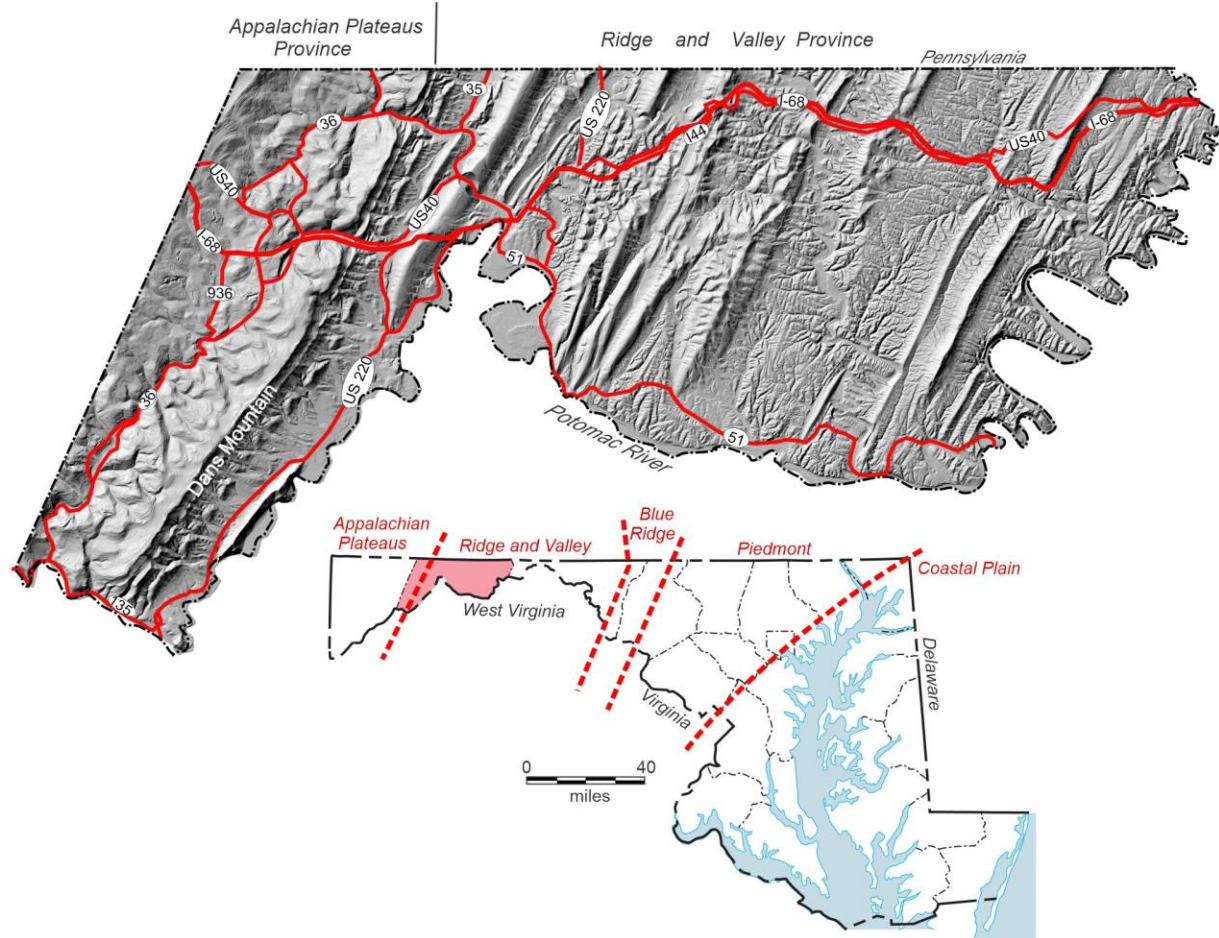 Appalachian Plateaus
Province
Ridge and Valley Province
Pennsylvania
35
US 220
I-68
I44
US40
I-68
36
US40
US40
I-68
51
936
36
US 220
Dans Mountain
Potomac River
51
135
Appalachian
Plateaus
Ridge and Valley
Blue
Ridge
Piedmont
Coastal Plain
West Virginia
Virginia
Delaware
0 40
miles